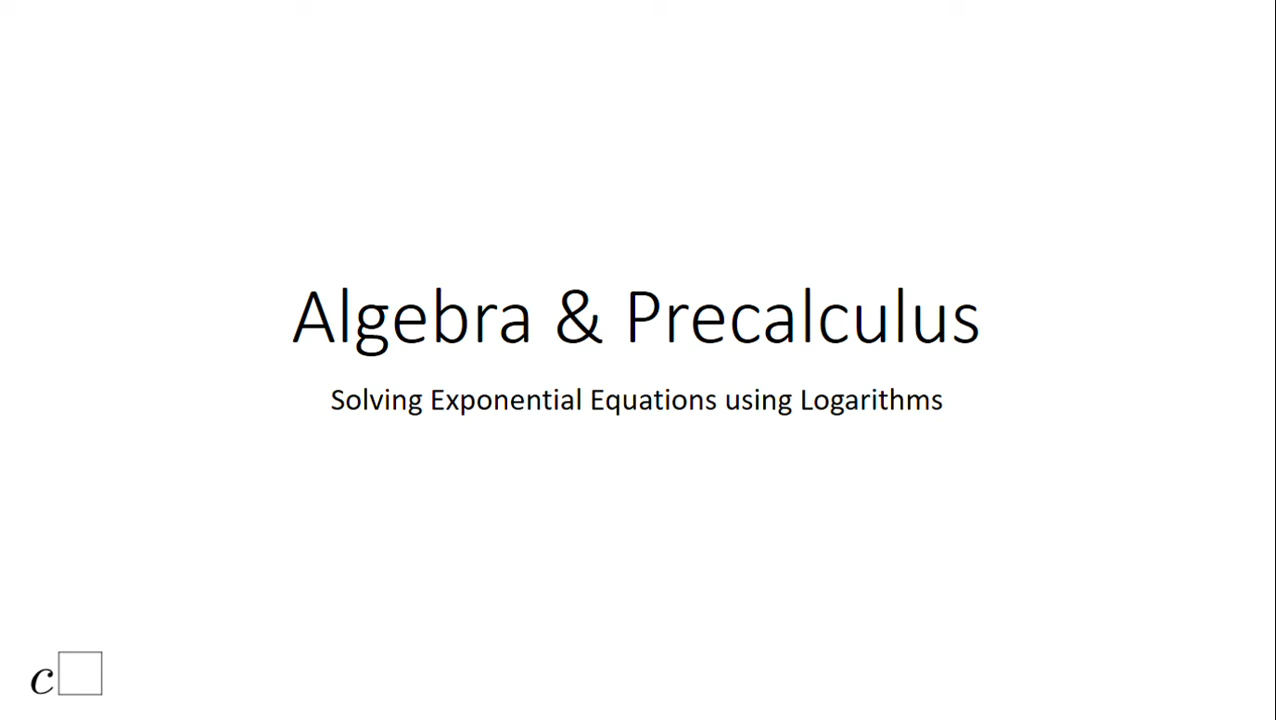 Algebra & Precalculus
Solving Exponential Equations using Logarithms
c